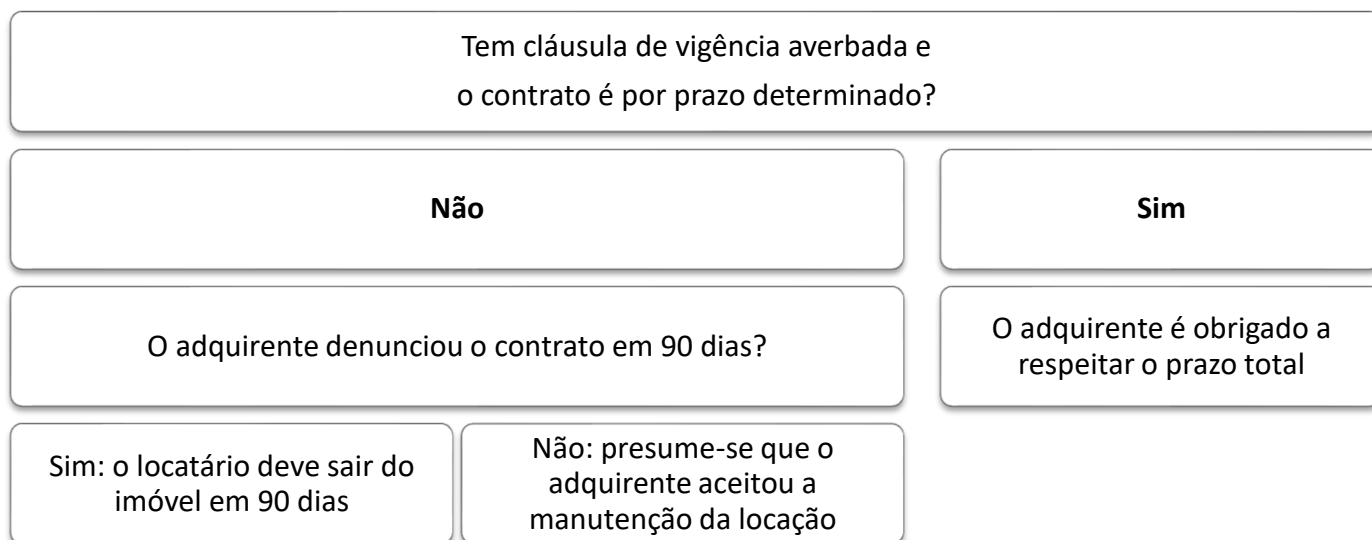 Tem cláusula de vigência averbada e
o contrato é por prazo determinado?
Não
Sim
O adquirente denunciou o contrato em 90 dias?
O adquirente é obrigado a
respeitar o prazo total
Sim: o locatário deve sair do
imóvel em 90 dias
Não: presume-se que o
adquirente aceitou a
manutenção da locação